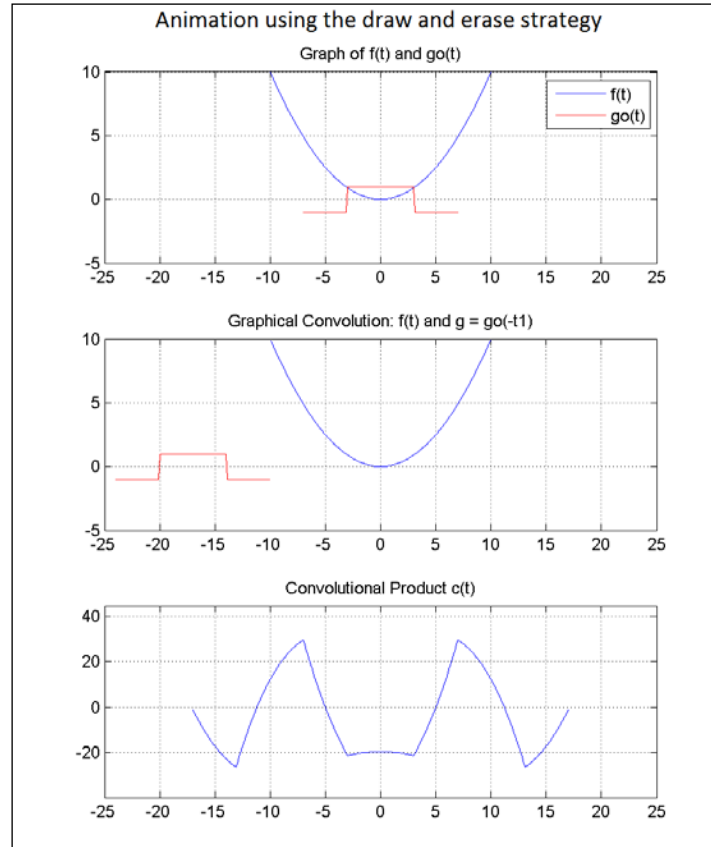 Animation using the draw and erase strategy
Graph of f(t) and go(t)
10
5
0
-5
-25 -20 -15 -10 -5 0 5 10 15 20 25
f(t)
go(t)
Graphical Convolution: f(t) and g = go(-t1)
10
5
0
-5
-25 -20 -15 -10 -5 0 5 10 15 20 25
Convolutional Product c(t)
40
20
0
-20
-25 -20 -15 -10 -5 0 5 10 15 20 25